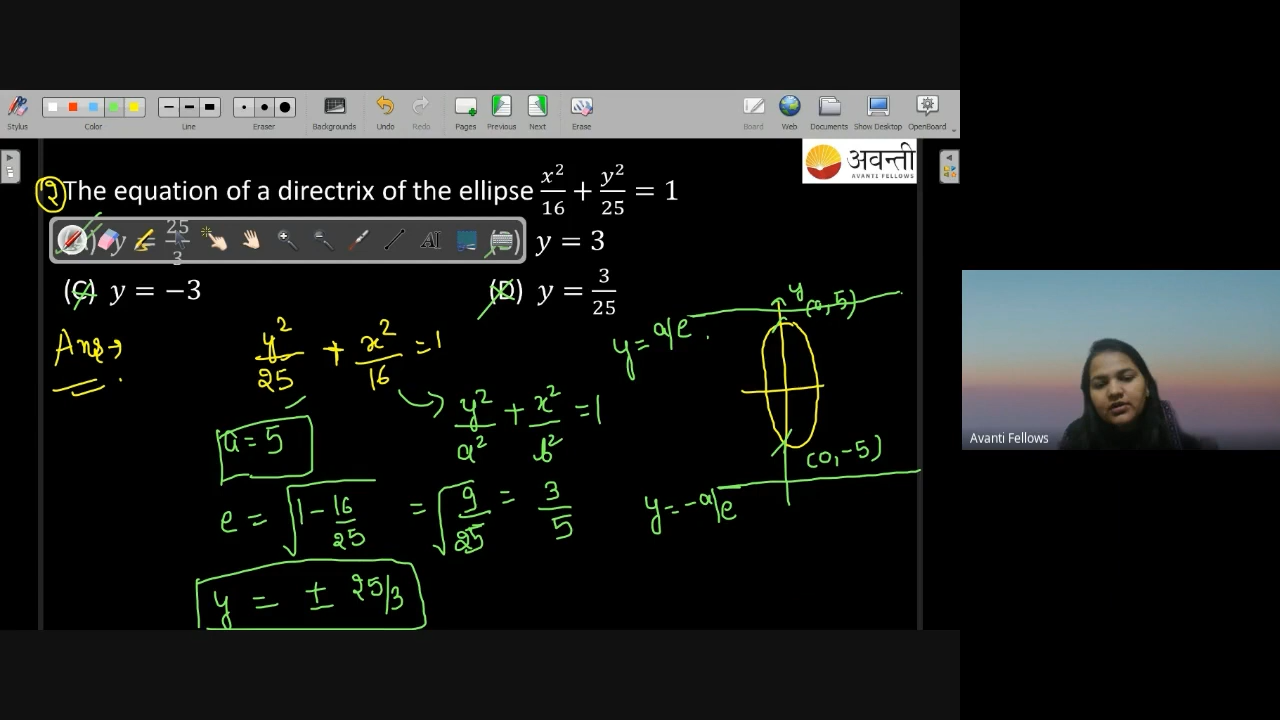 Stylus Color Line Eraser Backgrounds Undo Redo Pages Previous Next Erase Board Web Documents Show Desktop OpenBoard
अवन्ती
AVANTI FELLOWS
2 The equation of a directrix of the ellipse x²/16 + y²/25 = 1
y = 25/3 y = 3
(C) y = −3 (D) y = 3/25
Ans → y²/25 + x²/16 = 1
y²/a² + x²/b² = 1
a = 5
e = √(1 − 16/25) = √(9/25) = 3/5
y = ± 25/3
y
(0, 5)
y = a/e
(0, -5)
y = -a/e
Avanti Fellows